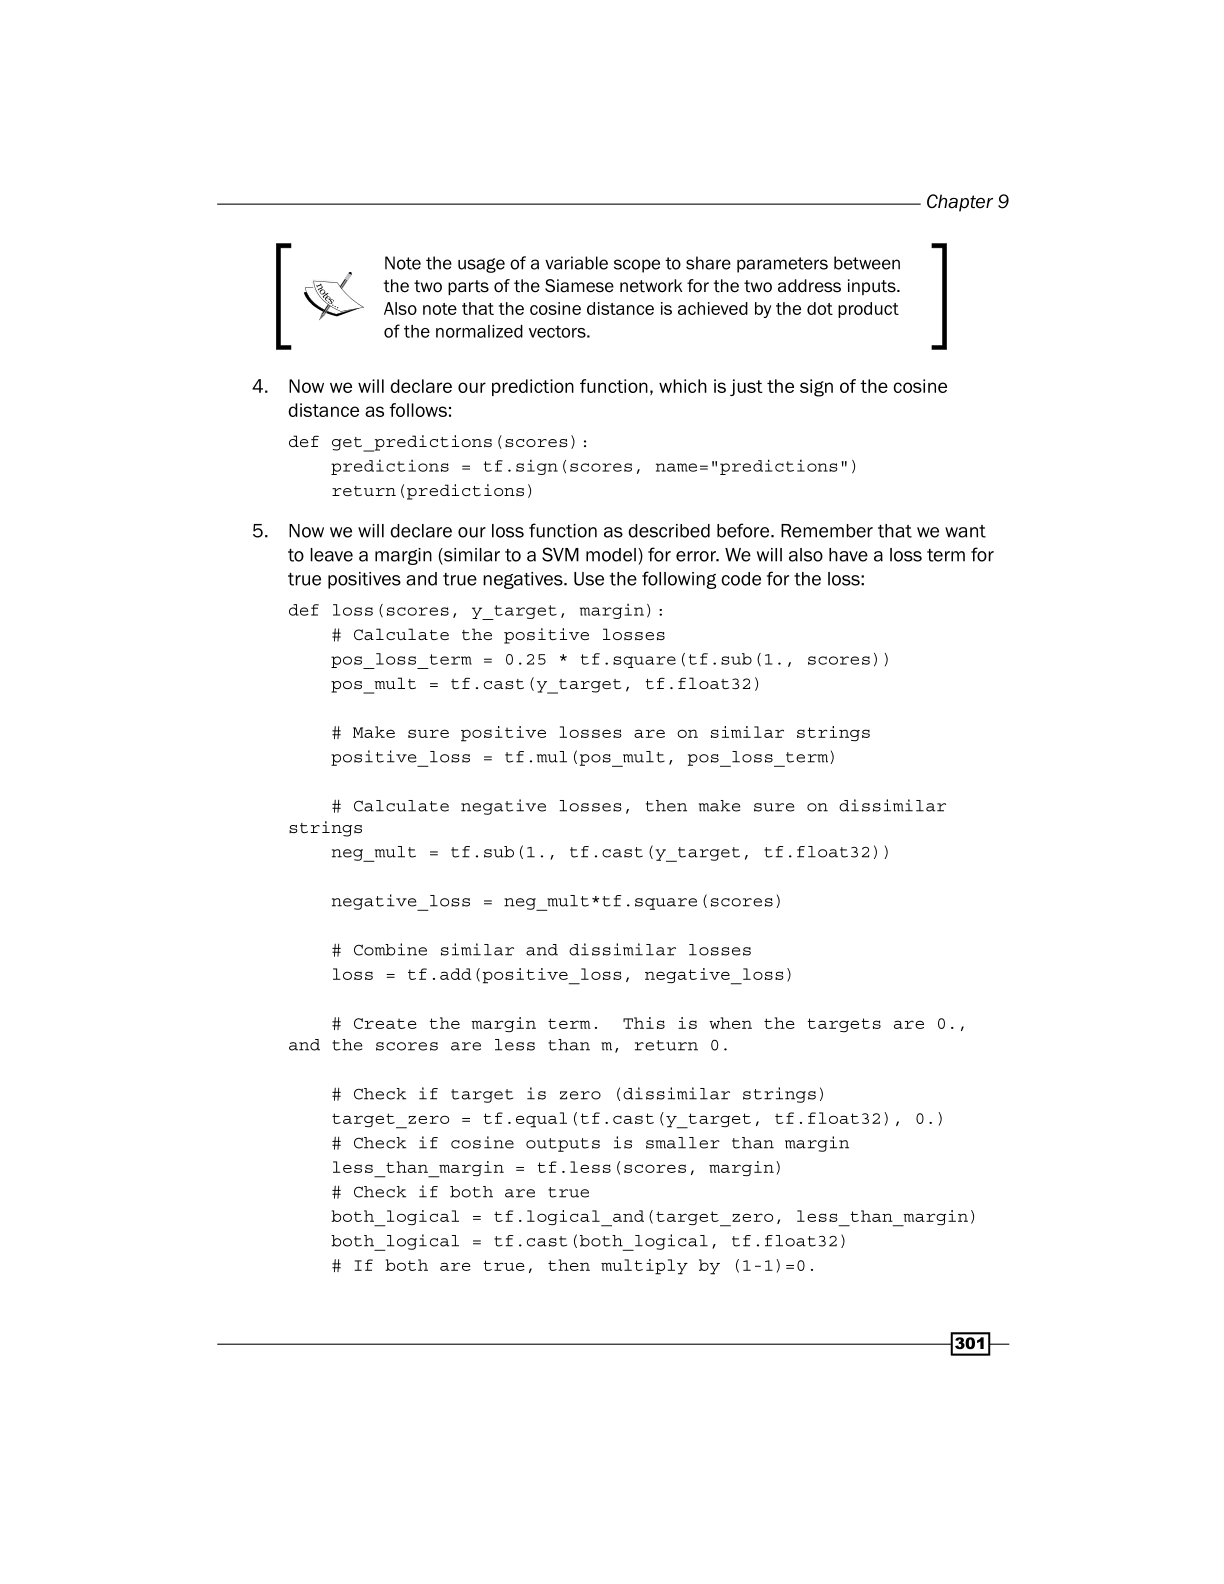 Chapter 9
notes...
Note the usage of a variable scope to share parameters between
the two parts of the Siamese network for the two address inputs.
Also note that the cosine distance is achieved by the dot product
of the normalized vectors.
4. Now we will declare our prediction function, which is just the sign of the cosine
distance as follows:
def get_predictions(scores):
    predictions = tf.sign(scores, name="predictions")
    return(predictions)
5. Now we will declare our loss function as described before. Remember that we want
to leave a margin (similar to a SVM model) for error. We will also have a loss term for
true positives and true negatives. Use the following code for the loss:
def loss(scores, y_target, margin):
    # Calculate the positive losses
    pos_loss_term = 0.25 * tf.square(tf.sub(1., scores))
    pos_mult = tf.cast(y_target, tf.float32)
    # Make sure positive losses are on similar strings
    positive_loss = tf.mul(pos_mult, pos_loss_term)
    # Calculate negative losses, then make sure on dissimilar
strings
    neg_mult = tf.sub(1., tf.cast(y_target, tf.float32))
    negative_loss = neg_mult*tf.square(scores)
    # Combine similar and dissimilar losses
    loss = tf.add(positive_loss, negative_loss)
    # Create the margin term.  This is when the targets are 0.,
and the scores are less than m, return 0.
    # Check if target is zero (dissimilar strings)
    target_zero = tf.equal(tf.cast(y_target, tf.float32), 0.)
    # Check if cosine outputs is smaller than margin
    less_than_margin = tf.less(scores, margin)
    # Check if both are true
    both_logical = tf.logical_and(target_zero, less_than_margin)
    both_logical = tf.cast(both_logical, tf.float32)
    # If both are true, then multiply by (1-1)=0.
301